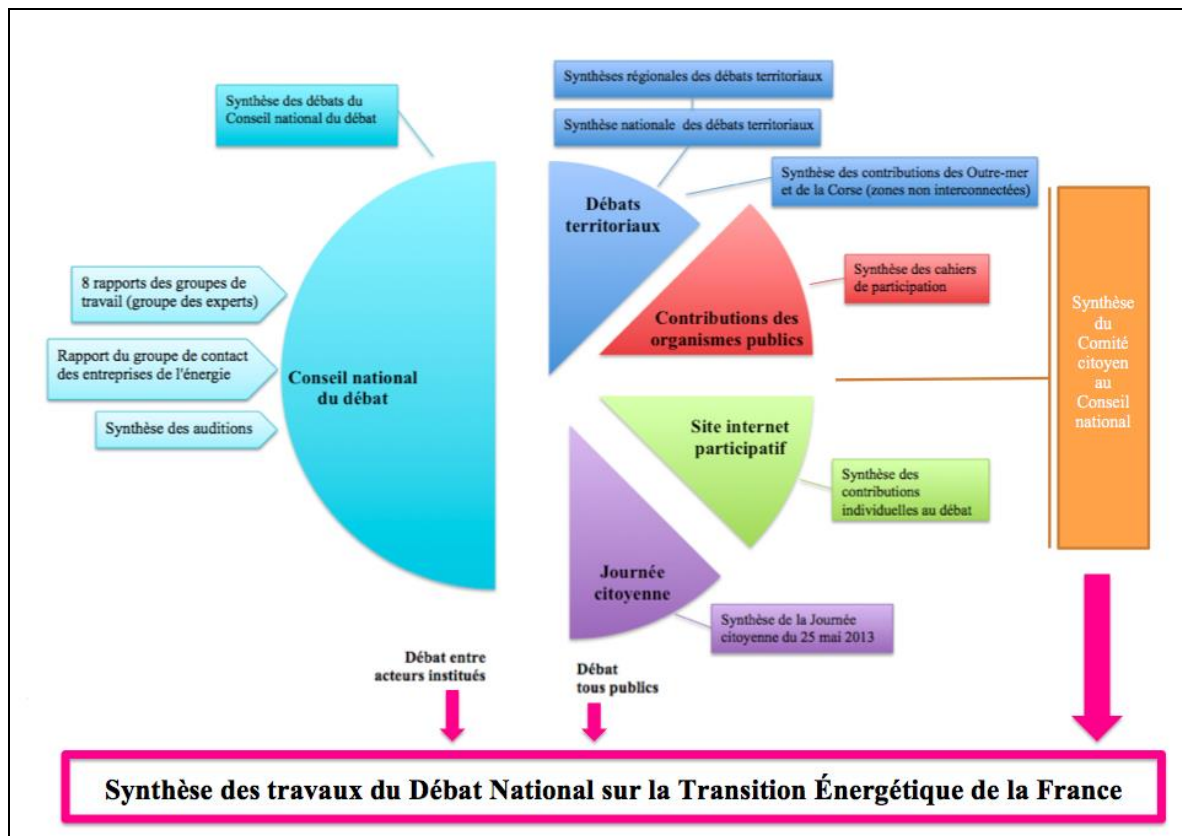 Synthèses régionales des débats territoriaux
Synthèse des débats du
Conseil national du débat
Synthèse nationale des débats territoriaux
Synthèse des contributions des Outre-mer
et de la Corse (zones non interconnectées)
Débats
territoriaux
8 rapports des groupes de
travail (groupe des experts)
Synthèse des cahiers
de participation
Contributions des
organismes publics
Synthèse
du
Comité
citoyen
au
Conseil
national
Rapport du groupe de contact
des entreprises de l'énergie
Conseil national
du débat
Synthèse des auditions
Site internet
participatif
Synthèse des
contributions
individuelles au débat
Journée
citoyenne
Synthèse de la Journée
citoyenne du 25 mai 2013
Débat entre
acteurs institués
Débat
tous publics
Synthèse des travaux du Débat National sur la Transition Énergétique de la France